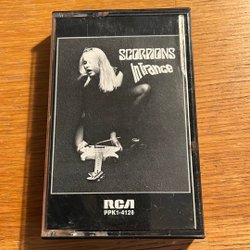 SCORPIONS
In Trance
RCA
PPK1-4128